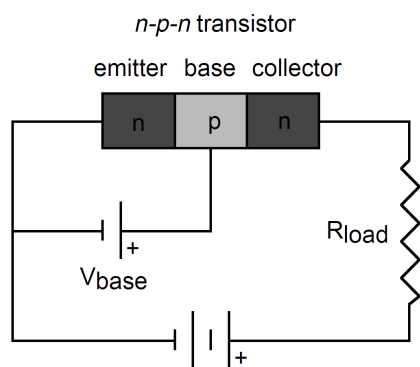 n-p-n transistor
emitter base collector
n p n
Rload
+
Vbase
+